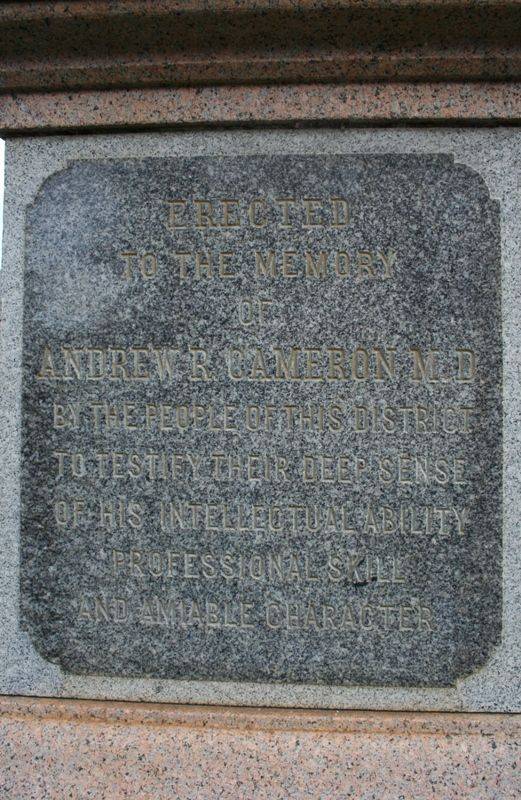 ERECTED
TO THE MEMORY
OF
ANDREW R. CAMERON M.D.
BY THE PEOPLE OF THIS DISTRICT
TO TESTIFY THEIR DEEP SENSE
OF HIS INTELLECTUAL ABILITY
PROFESSIONAL SKILL
AND AMIABLE CHARACTER